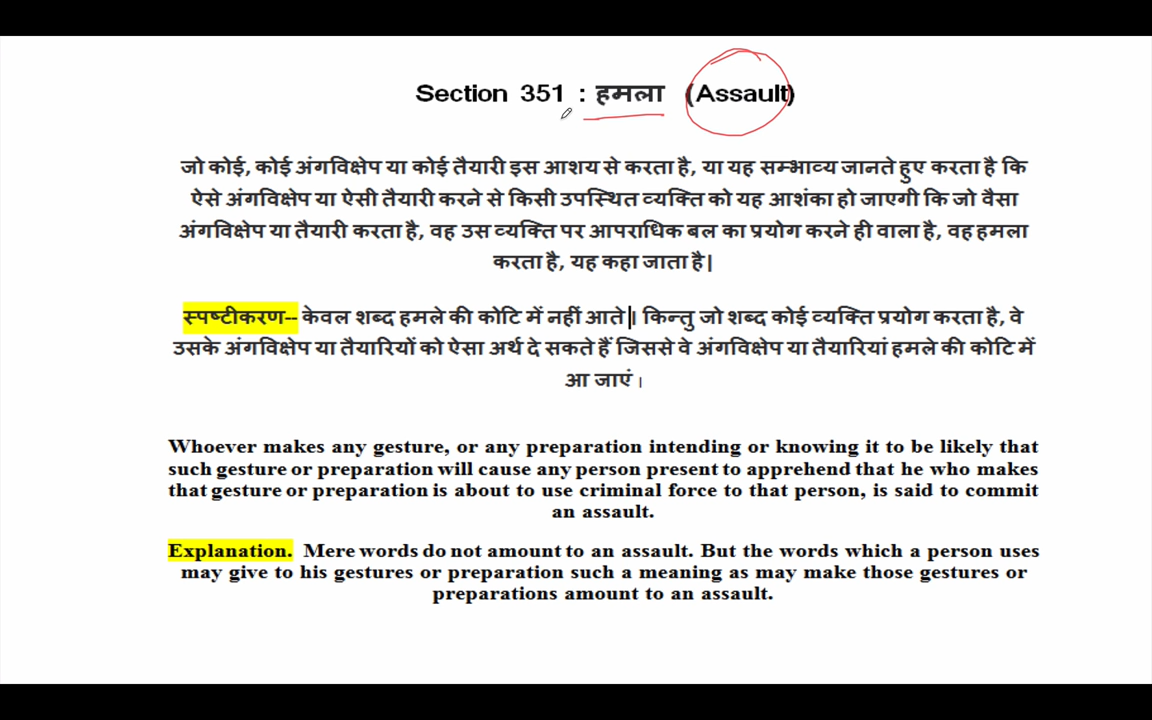 Section 351 : हमला (Assault)
जो कोई, कोई अंगविक्षेप या कोई तैयारी इस आशय से करता है, या यह सम्भाव्य जानते हुए करता है कि
ऐसे अंगविक्षेप या ऐसी तैयारी करने से किसी उपस्थित व्यक्ति को यह आशंका हो जाएगी कि जो वैसा
अंगविक्षेप या तैयारी करता है, वह उस व्यक्ति पर आपराधिक बल का प्रयोग करने ही वाला है, वह हमला
करता है, यह कहा जाता है|
स्पष्टीकरण-- केवल शब्द हमले की कोटि में नहीं आते। किन्तु जो शब्द कोई व्यक्ति प्रयोग करता है, वे
उसके अंगविक्षेप या तैयारियों को ऐसा अर्थ दे सकते हैं जिससे वे अंगविक्षेप या तैयारियां हमले की कोटि में
आ जाएं ।
Whoever makes any gesture, or any preparation intending or knowing it to be likely that
such gesture or preparation will cause any person present to apprehend that he who makes
that gesture or preparation is about to use criminal force to that person, is said to commit
an assault.
Explanation. Mere words do not amount to an assault. But the words which a person uses
may give to his gestures or preparation such a meaning as may make those gestures or
preparations amount to an assault.